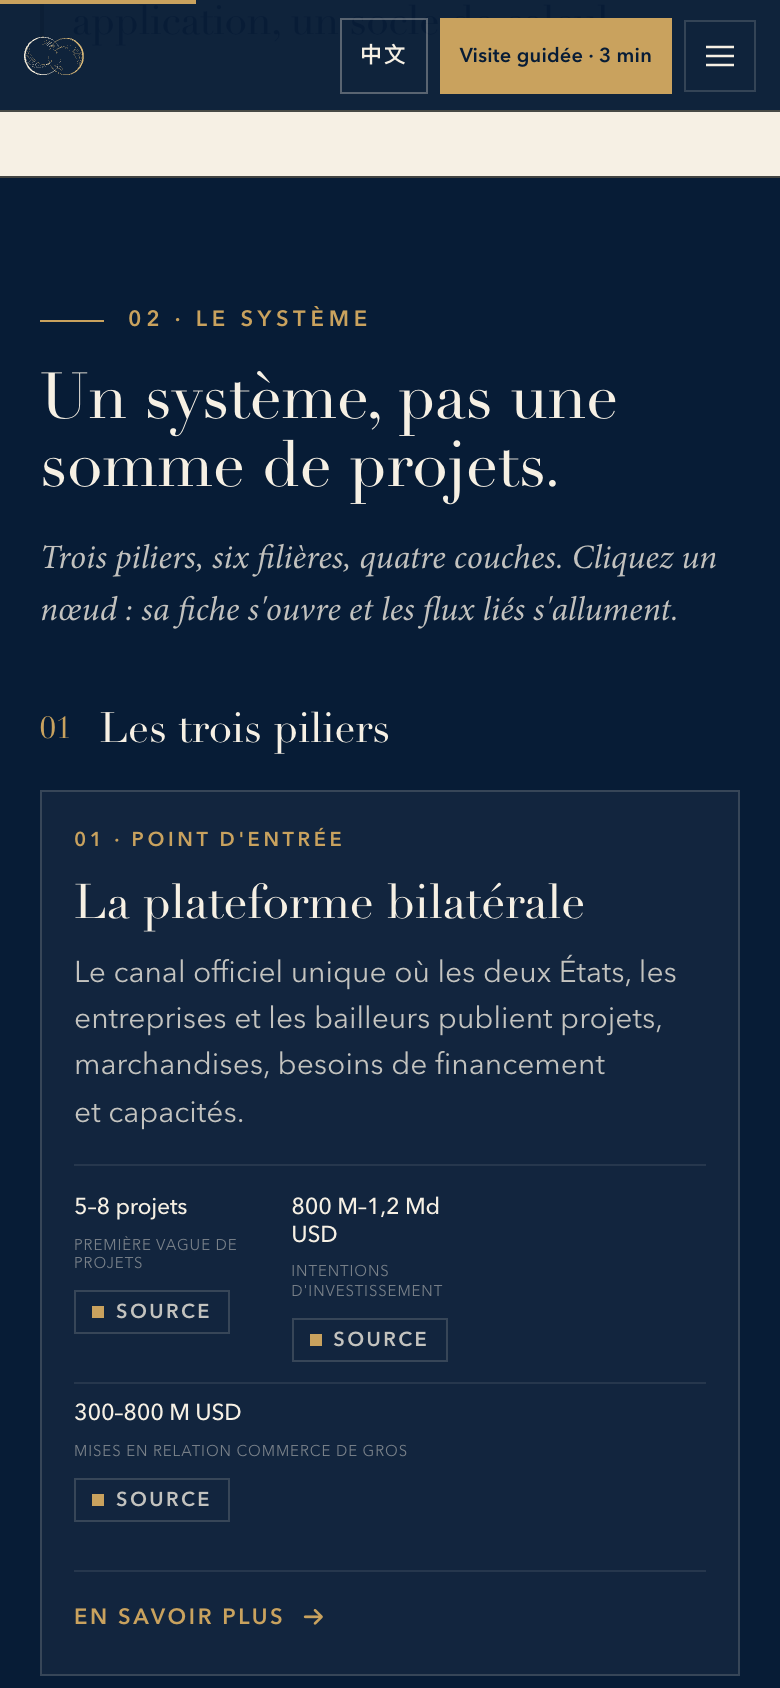 application, un socle
中文
Visite guidée · 3 min
02 · LE SYSTÈME
Un système, pas une
somme de projets.
Trois piliers, six filières, quatre couches. Cliquez un
nœud : sa fiche s'ouvre et les flux liés s'allument.
01 Les trois piliers
01 · POINT D'ENTRÉE
La plateforme bilatérale
Le canal officiel unique où les deux États, les
entreprises et les bailleurs publient projets,
marchandises, besoins de financement
et capacités.
5–8 projets
PREMIÈRE VAGUE DE
PROJETS
SOURCE
800 M–1,2 Md
USD
INTENTIONS
D'INVESTISSEMENT
SOURCE
300–800 M USD
MISES EN RELATION COMMERCE DE GROS
SOURCE
EN SAVOIR PLUS →